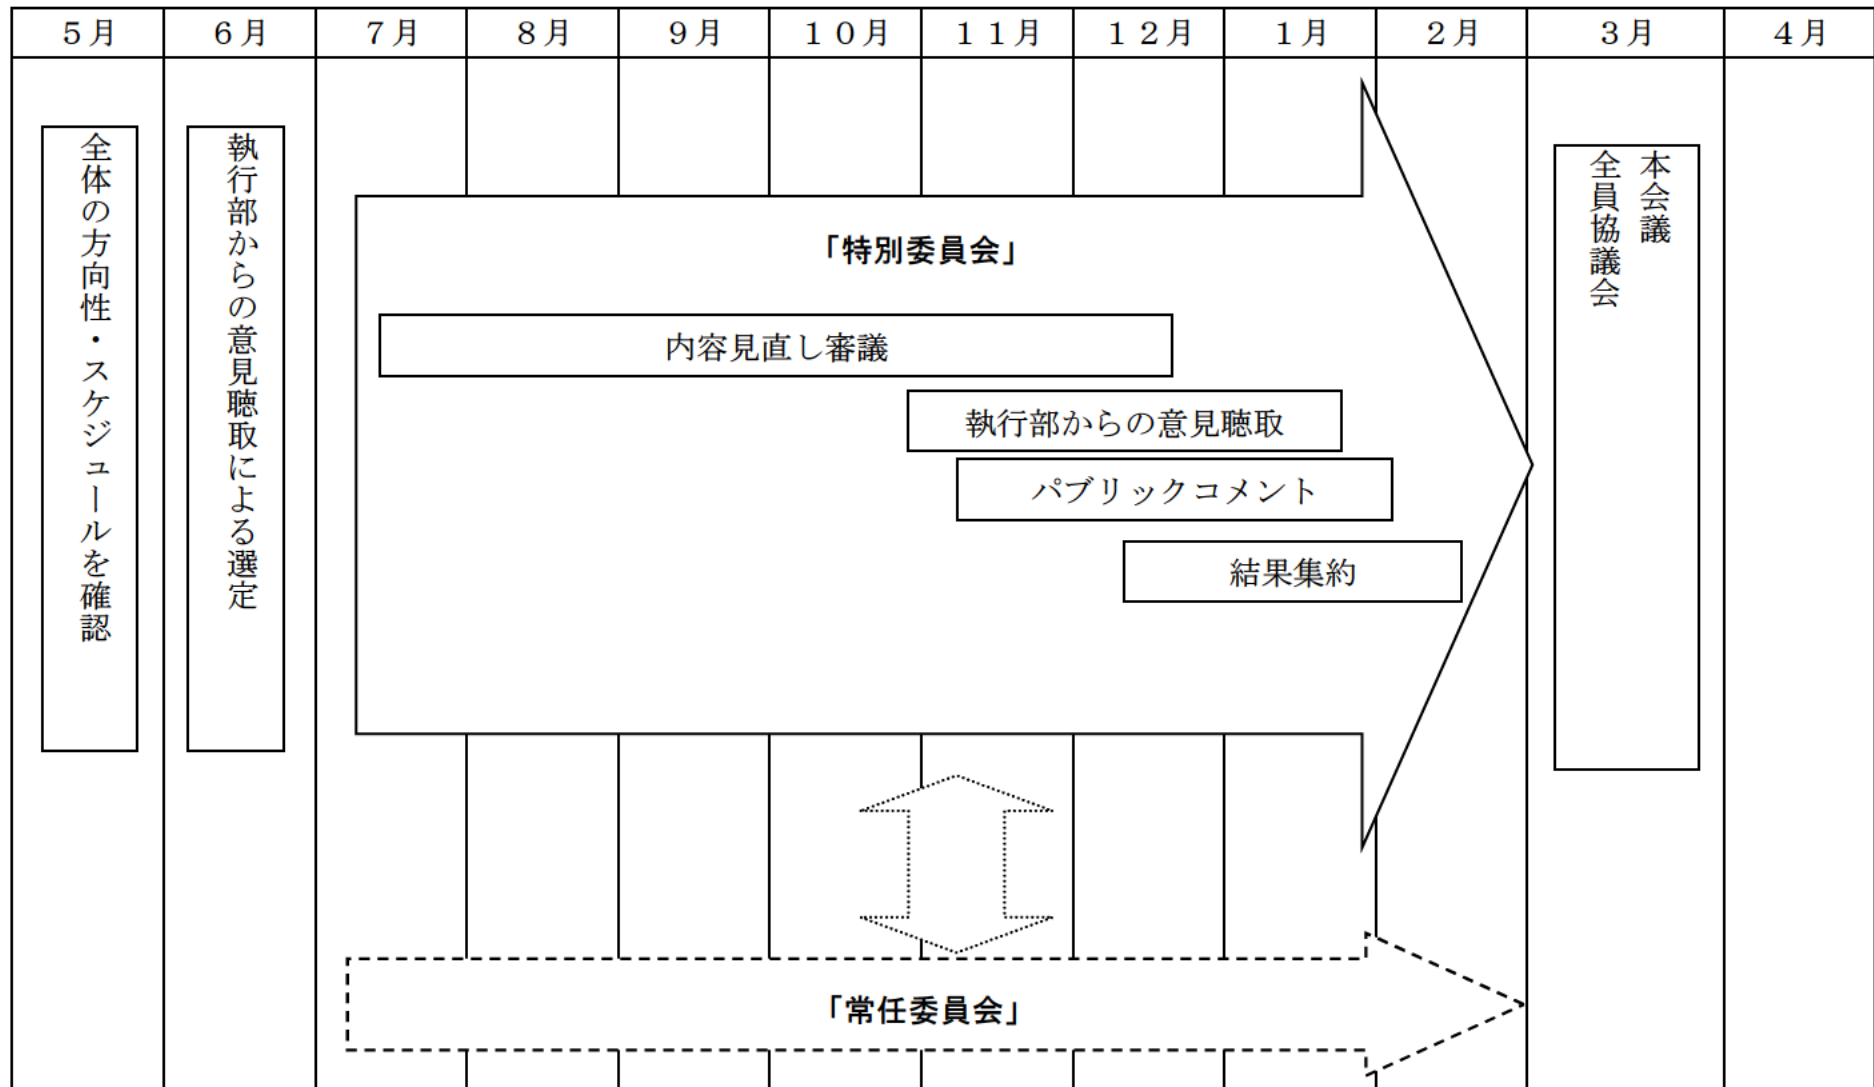 ５月
６月
７月
８月
９月
１０月
１１月
１２月
１月
２月
３月
４月
全体の方向性・スケジュールを確認
執行部からの意見聴取による選定
「特別委員会」
内容見直し審議
執行部からの意見聴取
パブリックコメント
結果集約
本会議
全員協議会
「常任委員会」